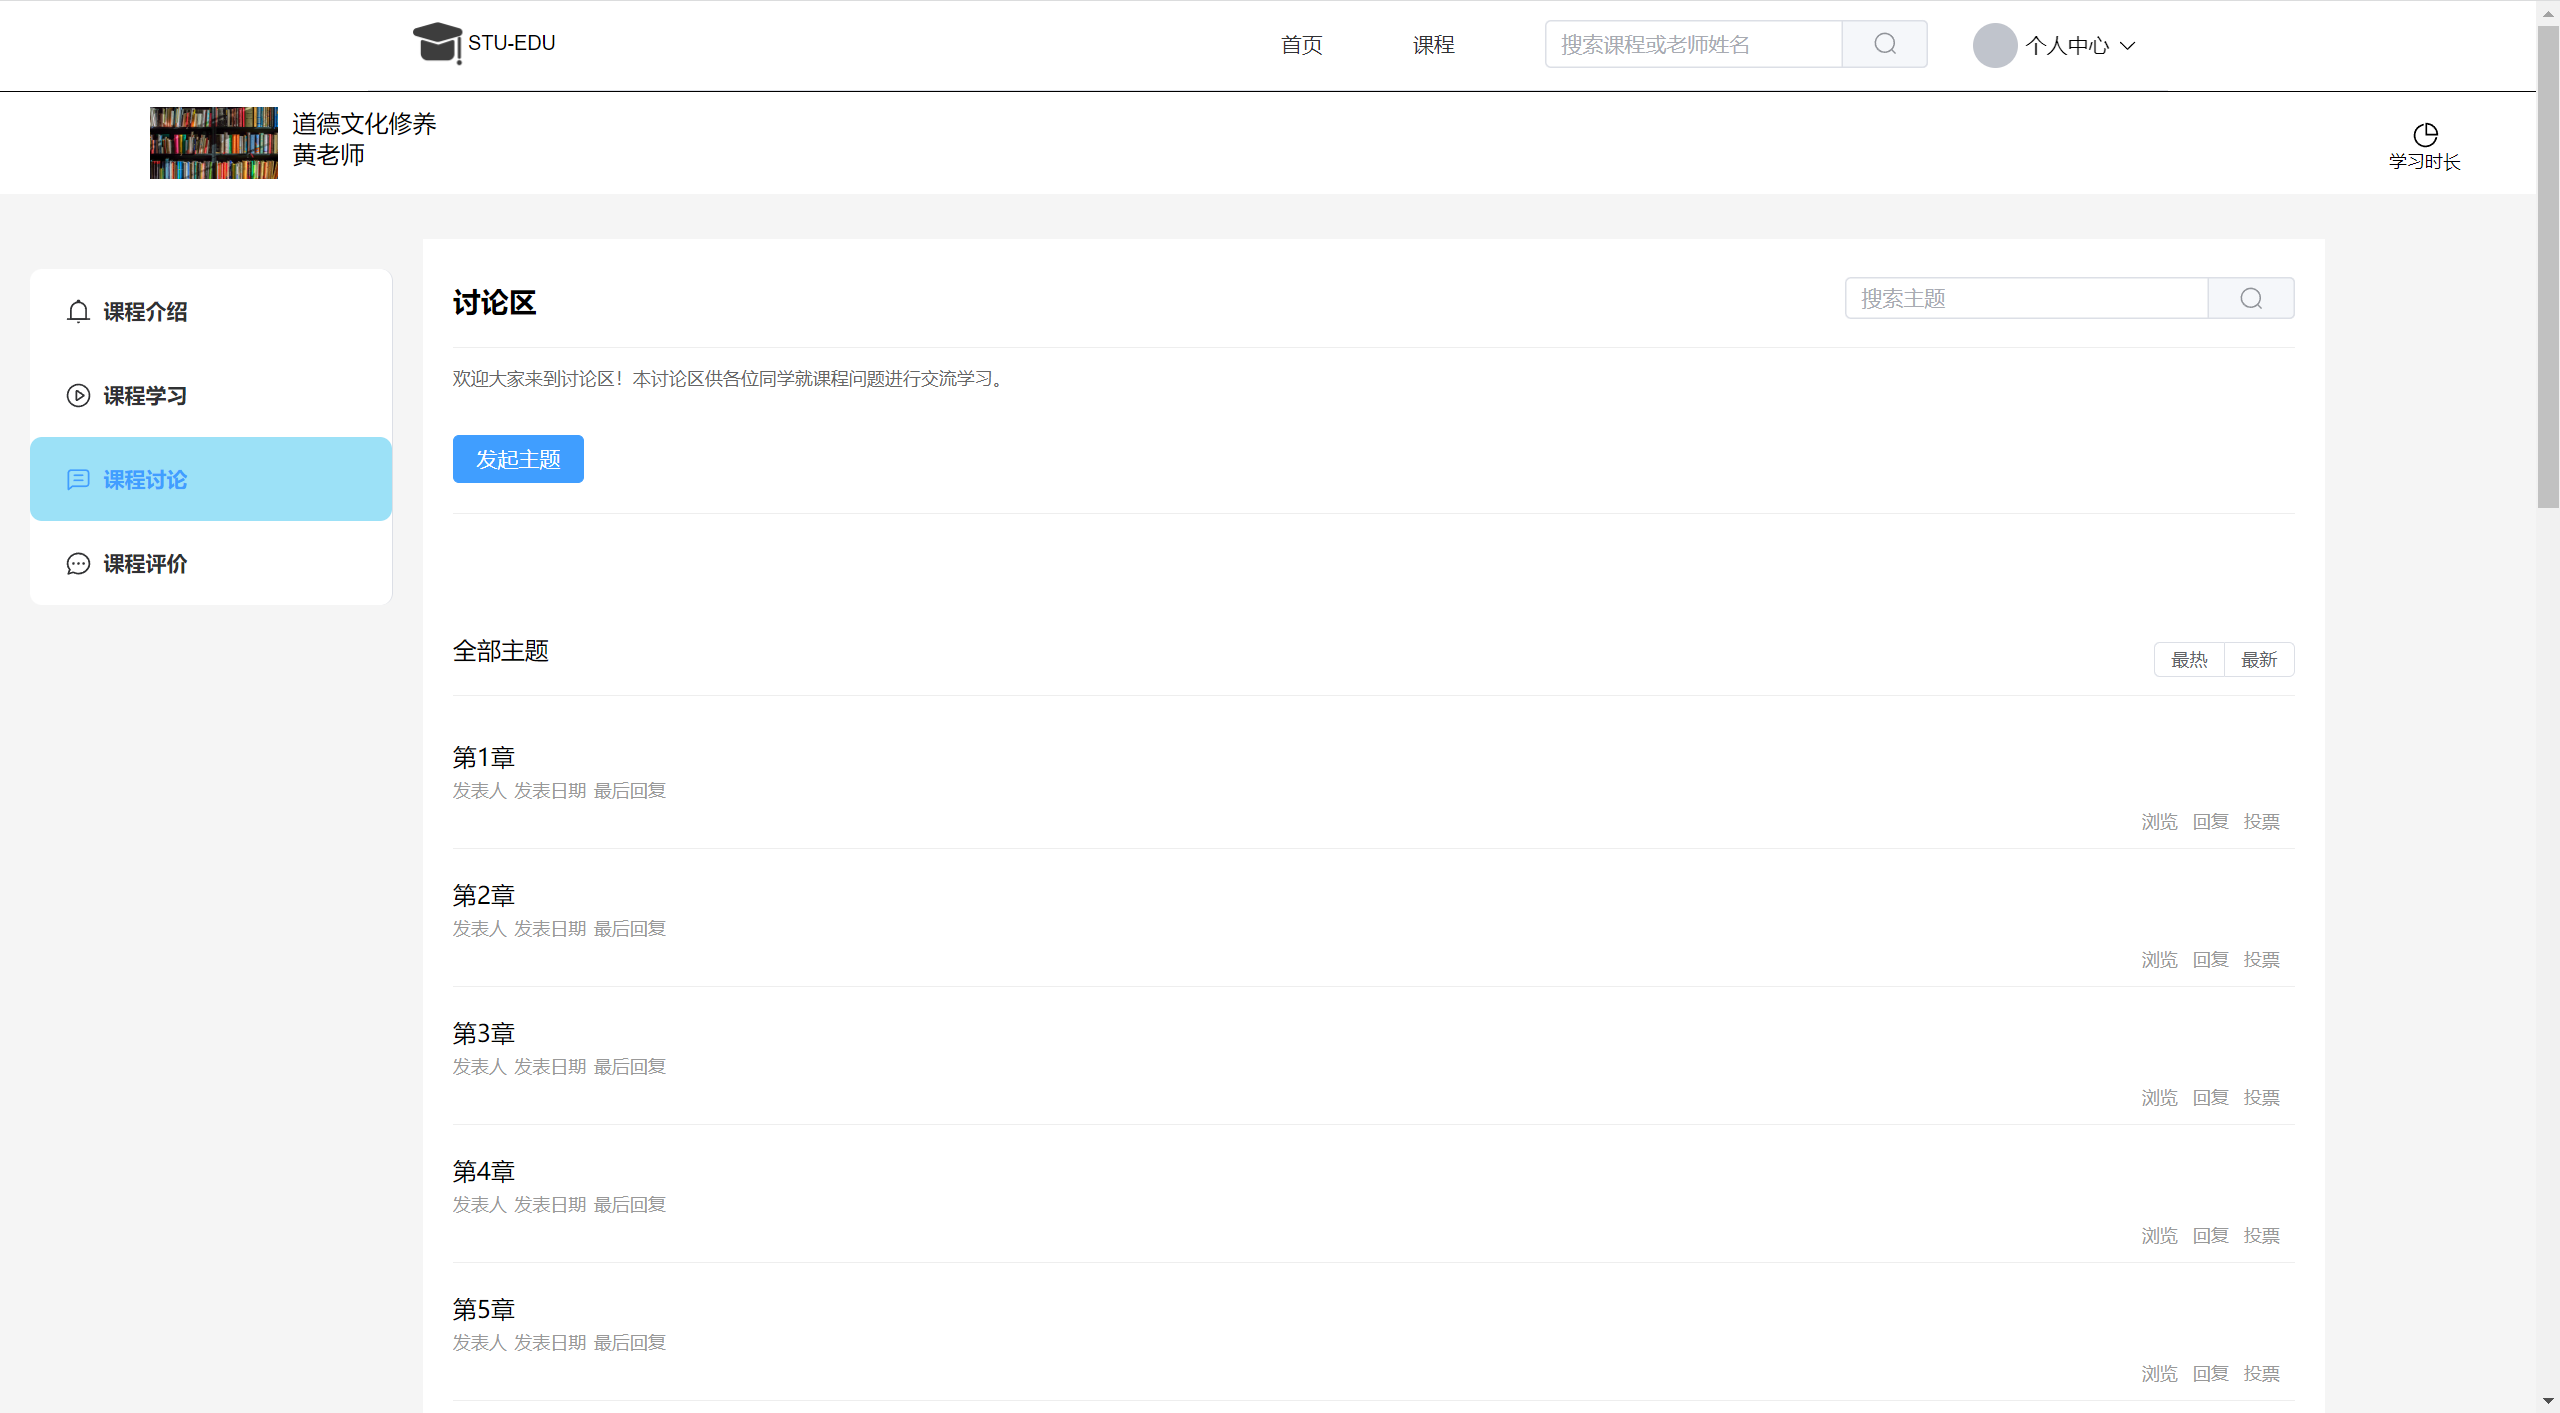 STU-EDU
首页
课程
搜索课程或老师姓名
个人中心
道德文化修养
黄老师
学习时长
课程介绍
课程学习
课程讨论
课程评价
讨论区
搜索主题
欢迎大家来到讨论区！本讨论区供各位同学就课程问题进行交流学习。
发起主题
全部主题
最热 最新
第1章
发表人 发表日期 最后回复
浏览 回复 投票
第2章
发表人 发表日期 最后回复
浏览 回复 投票
第3章
发表人 发表日期 最后回复
浏览 回复 投票
第4章
发表人 发表日期 最后回复
浏览 回复 投票
第5章
发表人 发表日期 最后回复
浏览 回复 投票